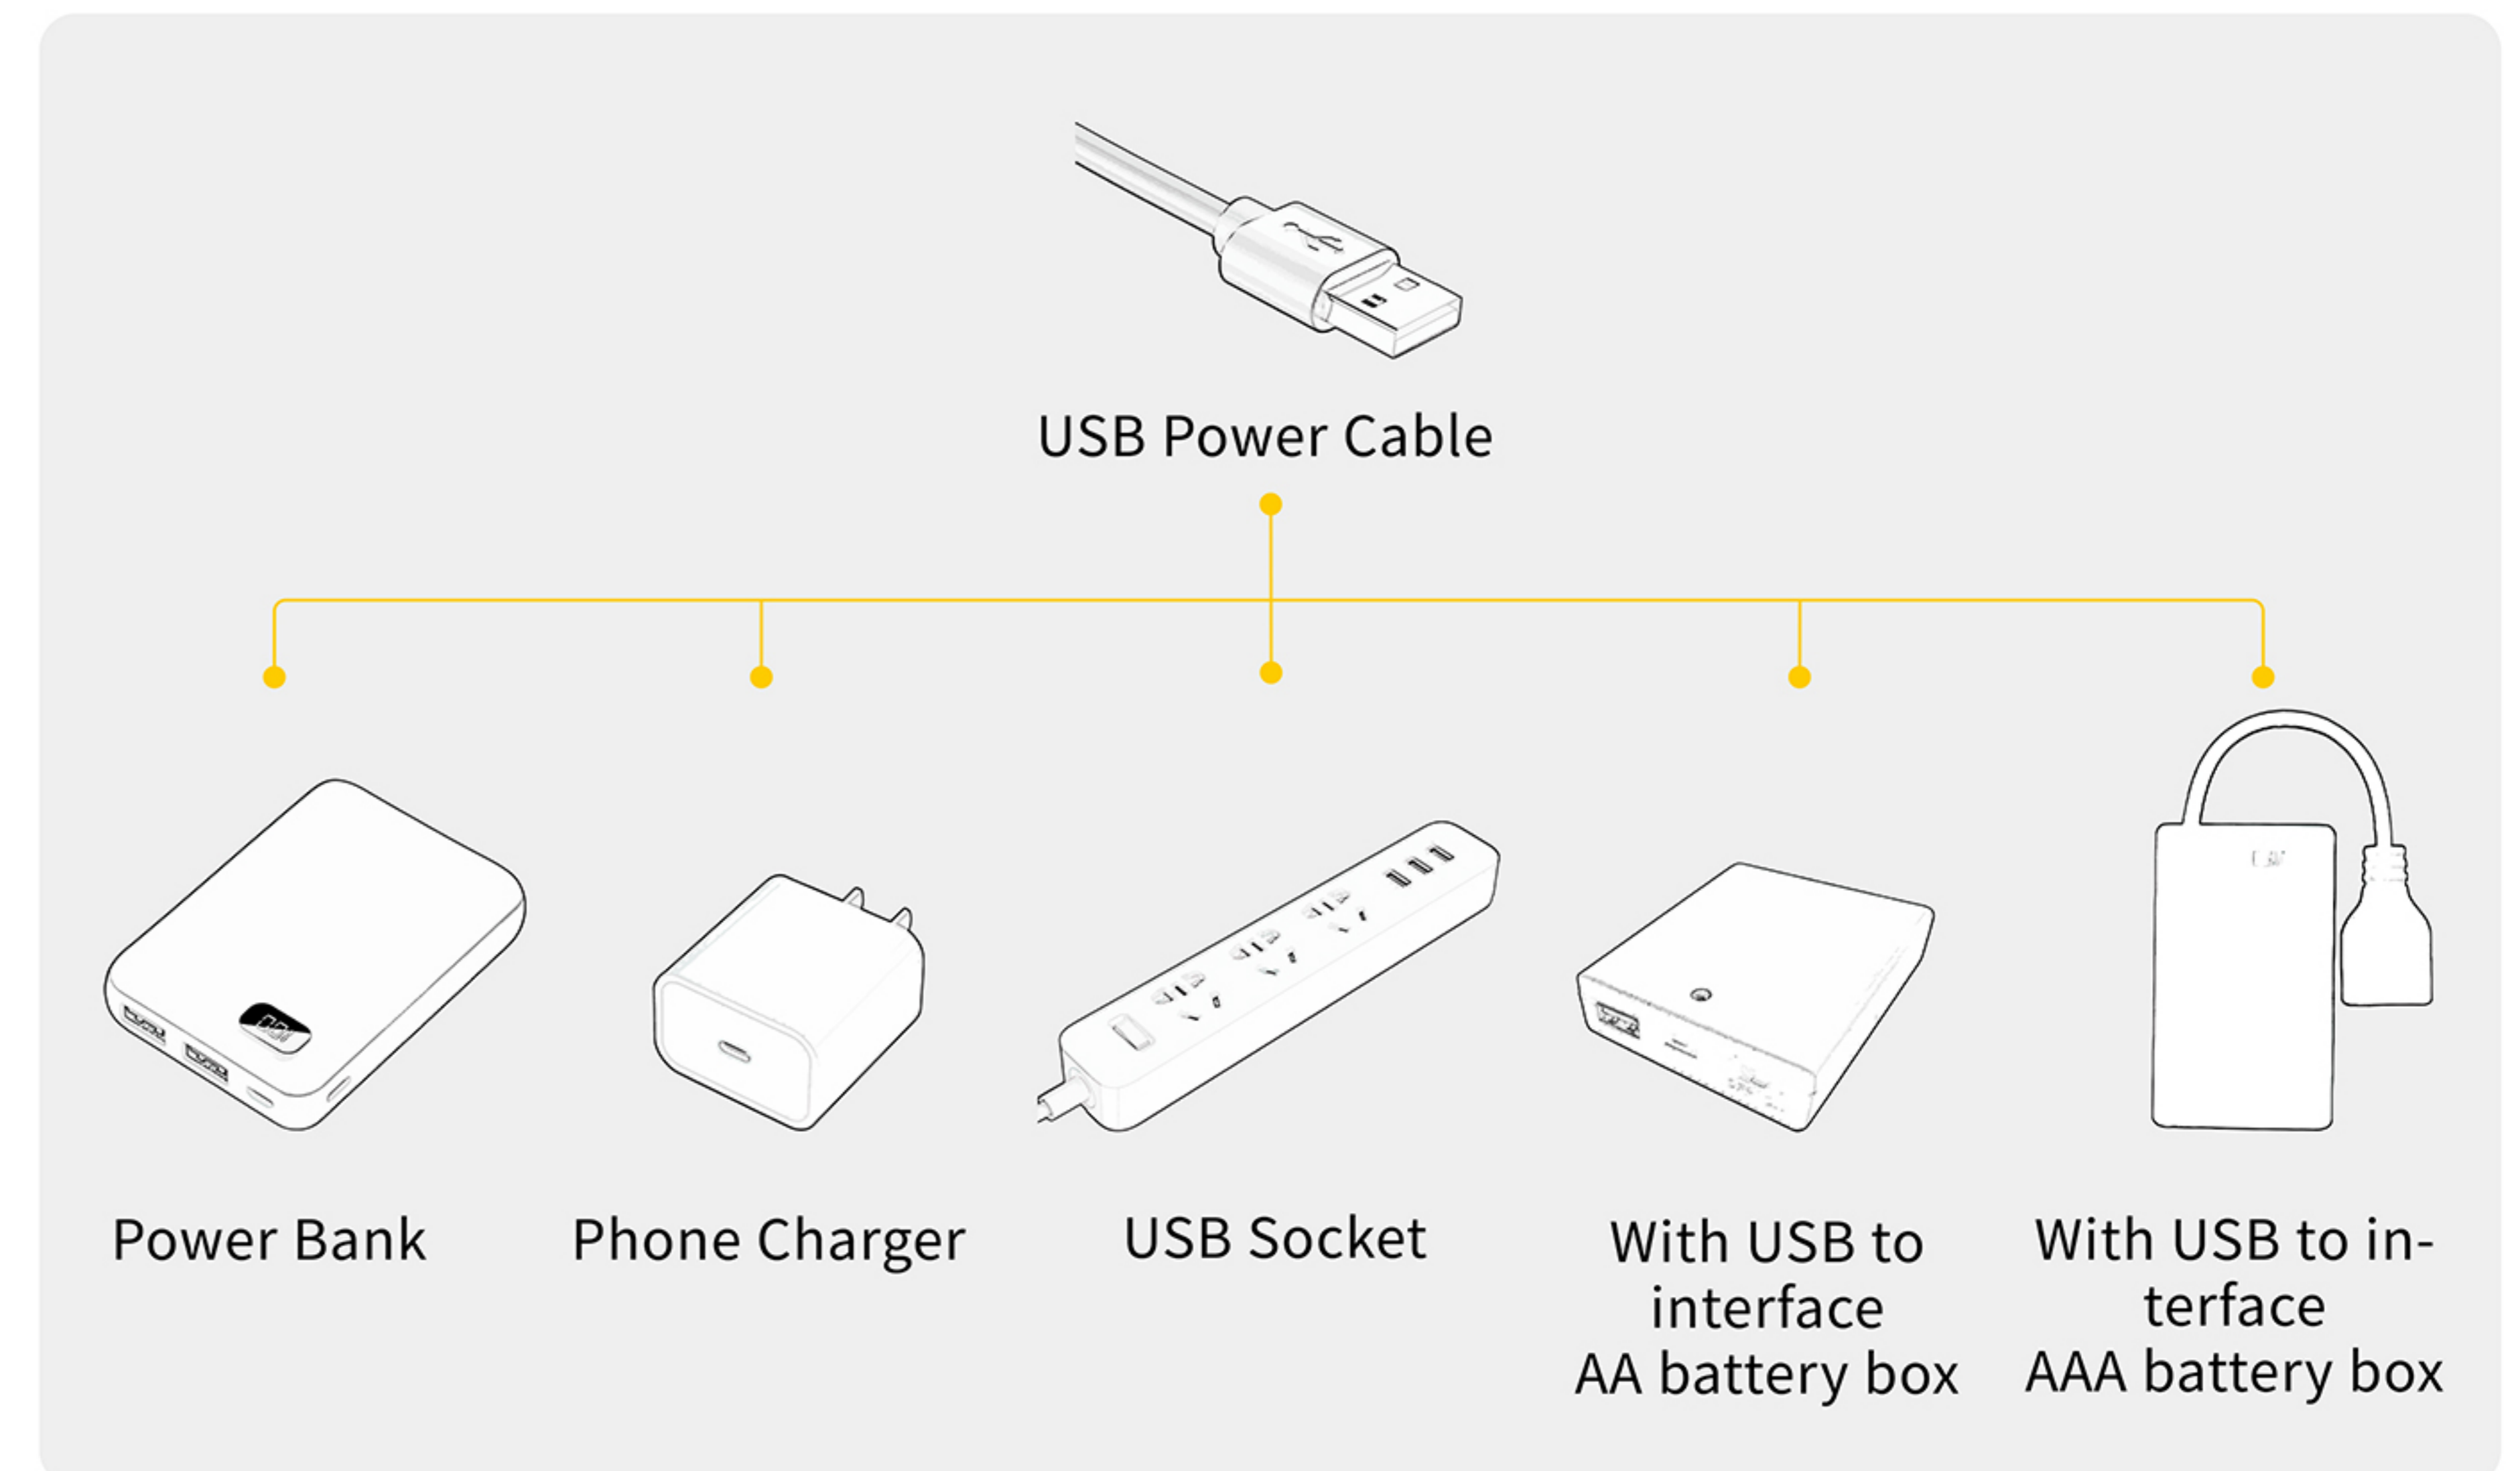 USB Power Cable
Power Bank
Phone Charger
USB Socket
With USB to
interface
AA battery box
With USB to in-
terface
AAA battery box